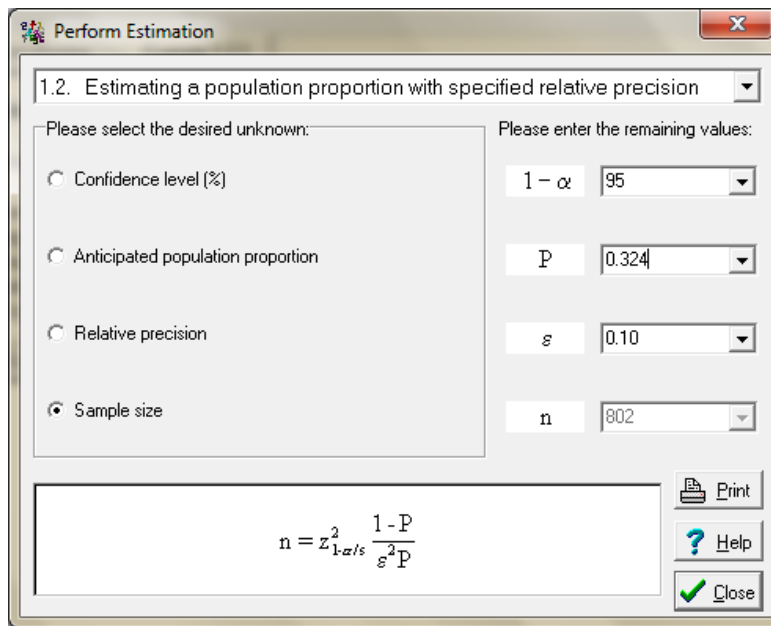 Perform Estimation
1.2. Estimating a population proportion with specified relative precision
Please select the desired unknown:
Please enter the remaining values:
Confidence level (%)
1 − α 95
Anticipated population proportion
P 0.324
Relative precision
ε 0.10
Sample size
n 802
n = z²₁₋α/s (1 - P) / (ε²P)
Print
Help
Close